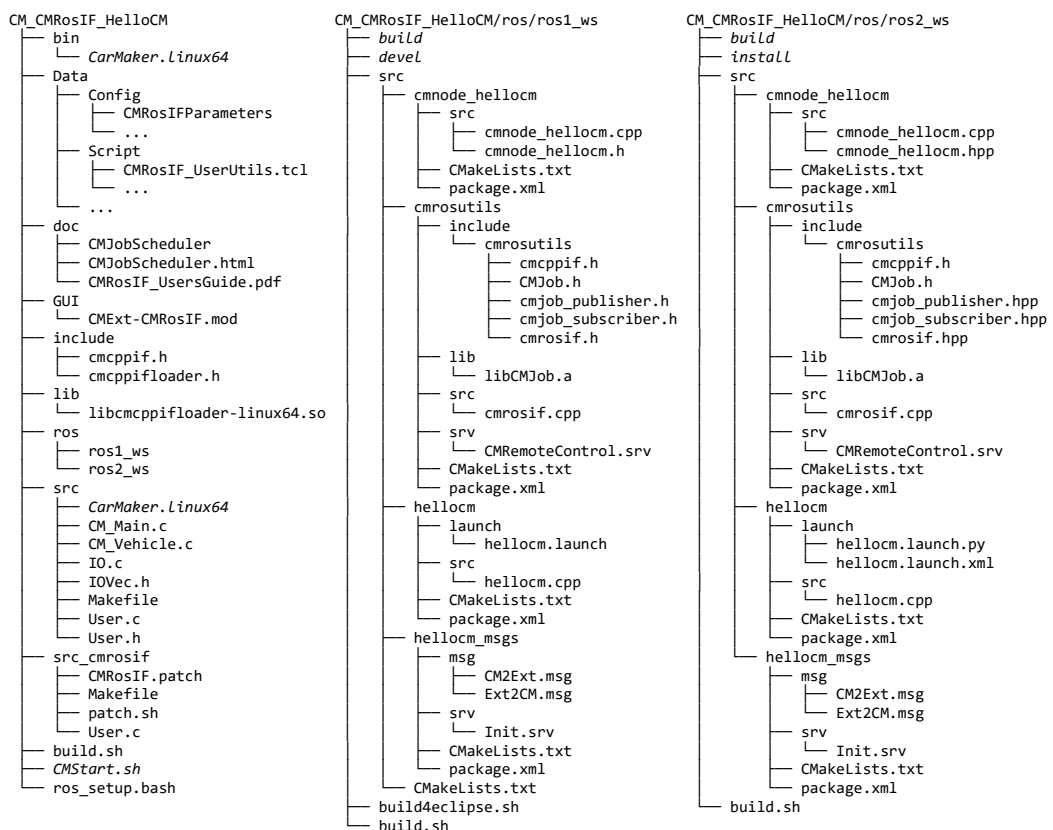 CM_CMRosIF_HelloCM
├── bin
│   └── CarMaker.linux64
├── Data
│   ├── Config
│   │   ├── CMRosIFParameters
│   │   └── ...
│   ├── Script
│   │   ├── CMRosIF_UserUtils.tcl
│   │   └── ...
│   └── ...
├── doc
│   ├── CMJobScheduler
│   ├── CMJobScheduler.html
│   └── CMRosIF_UsersGuide.pdf
├── GUI
│   └── CMExt-CMRosIF.mod
├── include
│   ├── cmcppif.h
│   └── cmcppifloader.h
├── lib
│   └── libcmcppifloader-linux64.so
├── ros
│   ├── ros1_ws
│   └── ros2_ws
├── src
│   ├── CarMaker.linux64
│   ├── CM_Main.c
│   ├── CM_Vehicle.c
│   ├── IO.c
│   ├── IOVec.h
│   ├── Makefile
│   ├── User.c
│   └── User.h
├── src_cmrosif
│   ├── CMRosIF.patch
│   ├── Makefile
│   ├── patch.sh
│   └── User.c
├── build.sh
├── CMStart.sh
└── ros_setup.bash
CM_CMRosIF_HelloCM/ros/ros1_ws
├── build
├── devel
├── src
│   ├── cmnode_hellocm
│   │   ├── src
│   │   │   ├── cmnode_hellocm.cpp
│   │   │   └── cmnode_hellocm.h
│   │   ├── CMakeLists.txt
│   │   └── package.xml
│   ├── cmrosutils
│   │   ├── include
│   │   │   └── cmrosutils
│   │   │       ├── cmcppif.h
│   │   │       ├── CMJob.h
│   │   │       ├── cmjob_publisher.h
│   │   │       ├── cmjob_subscriber.h
│   │   │       └── cmrosif.h
│   │   ├── lib
│   │   │   └── libCMJob.a
│   │   ├── src
│   │   │   └── cmrosif.cpp
│   │   ├── srv
│   │   │   └── CMRemoteControl.srv
│   │   ├── CMakeLists.txt
│   │   └── package.xml
│   ├── hellocm
│   │   ├── launch
│   │   │   └── hellocm.launch
│   │   ├── src
│   │   │   └── hellocm.cpp
│   │   ├── CMakeLists.txt
│   │   └── package.xml
│   ├── hellocm_msgs
│   │   ├── msg
│   │   │   ├── CM2Ext.msg
│   │   │   └── Ext2CM.msg
│   │   ├── srv
│   │   │   └── Init.srv
│   │   ├── CMakeLists.txt
│   │   └── package.xml
│   └── CMakeLists.txt
├── build4eclipse.sh
└── build.sh
CM_CMRosIF_HelloCM/ros/ros2_ws
├── build
├── install
├── src
│   ├── cmnode_hellocm
│   │   ├── src
│   │   │   ├── cmnode_hellocm.cpp
│   │   │   └── cmnode_hellocm.hpp
│   │   ├── CMakeLists.txt
│   │   └── package.xml
│   ├── cmrosutils
│   │   ├── include
│   │   │   └── cmrosutils
│   │   │       ├── cmcppif.h
│   │   │       ├── CMJob.h
│   │   │       ├── cmjob_publisher.hpp
│   │   │       ├── cmjob_subscriber.hpp
│   │   │       └── cmrosif.hpp
│   │   ├── lib
│   │   │   └── libCMJob.a
│   │   ├── src
│   │   │   └── cmrosif.cpp
│   │   ├── srv
│   │   │   └── CMRemoteControl.srv
│   │   ├── CMakeLists.txt
│   │   └── package.xml
│   ├── hellocm
│   │   ├── launch
│   │   │   ├── hellocm.launch.py
│   │   │   └── hellocm.launch.xml
│   │   ├── src
│   │   │   └── hellocm.cpp
│   │   ├── CMakeLists.txt
│   │   └── package.xml
│   └── hellocm_msgs
│       ├── msg
│       │   ├── CM2Ext.msg
│       │   └── Ext2CM.msg
│       ├── srv
│       │   └── Init.srv
│       ├── CMakeLists.txt
│       └── package.xml
└── build.sh